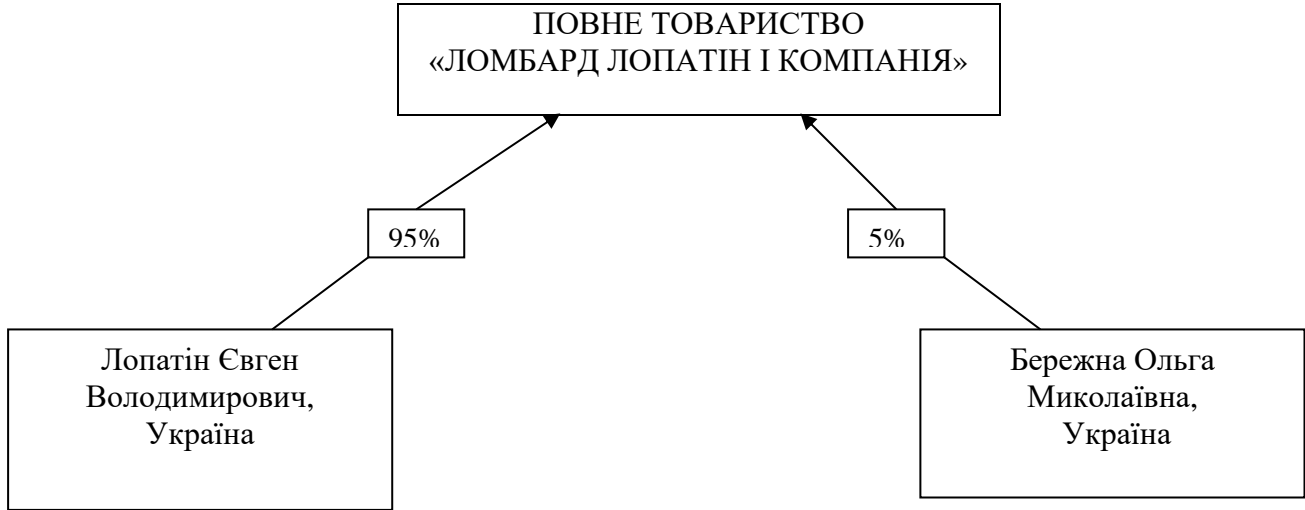 ПОВНЕ ТОВАРИСТВО
«ЛОМБАРД ЛОПАТІН І КОМПАНІЯ»
95%
5%
Лопатін Євген
Володимирович,
Україна
Бережна Ольга
Миколаївна,
Україна